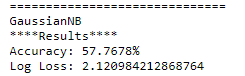 ==============================
GaussianNB
****Results****
Accuracy: 57.7678%
Log Loss: 2.120984212868764